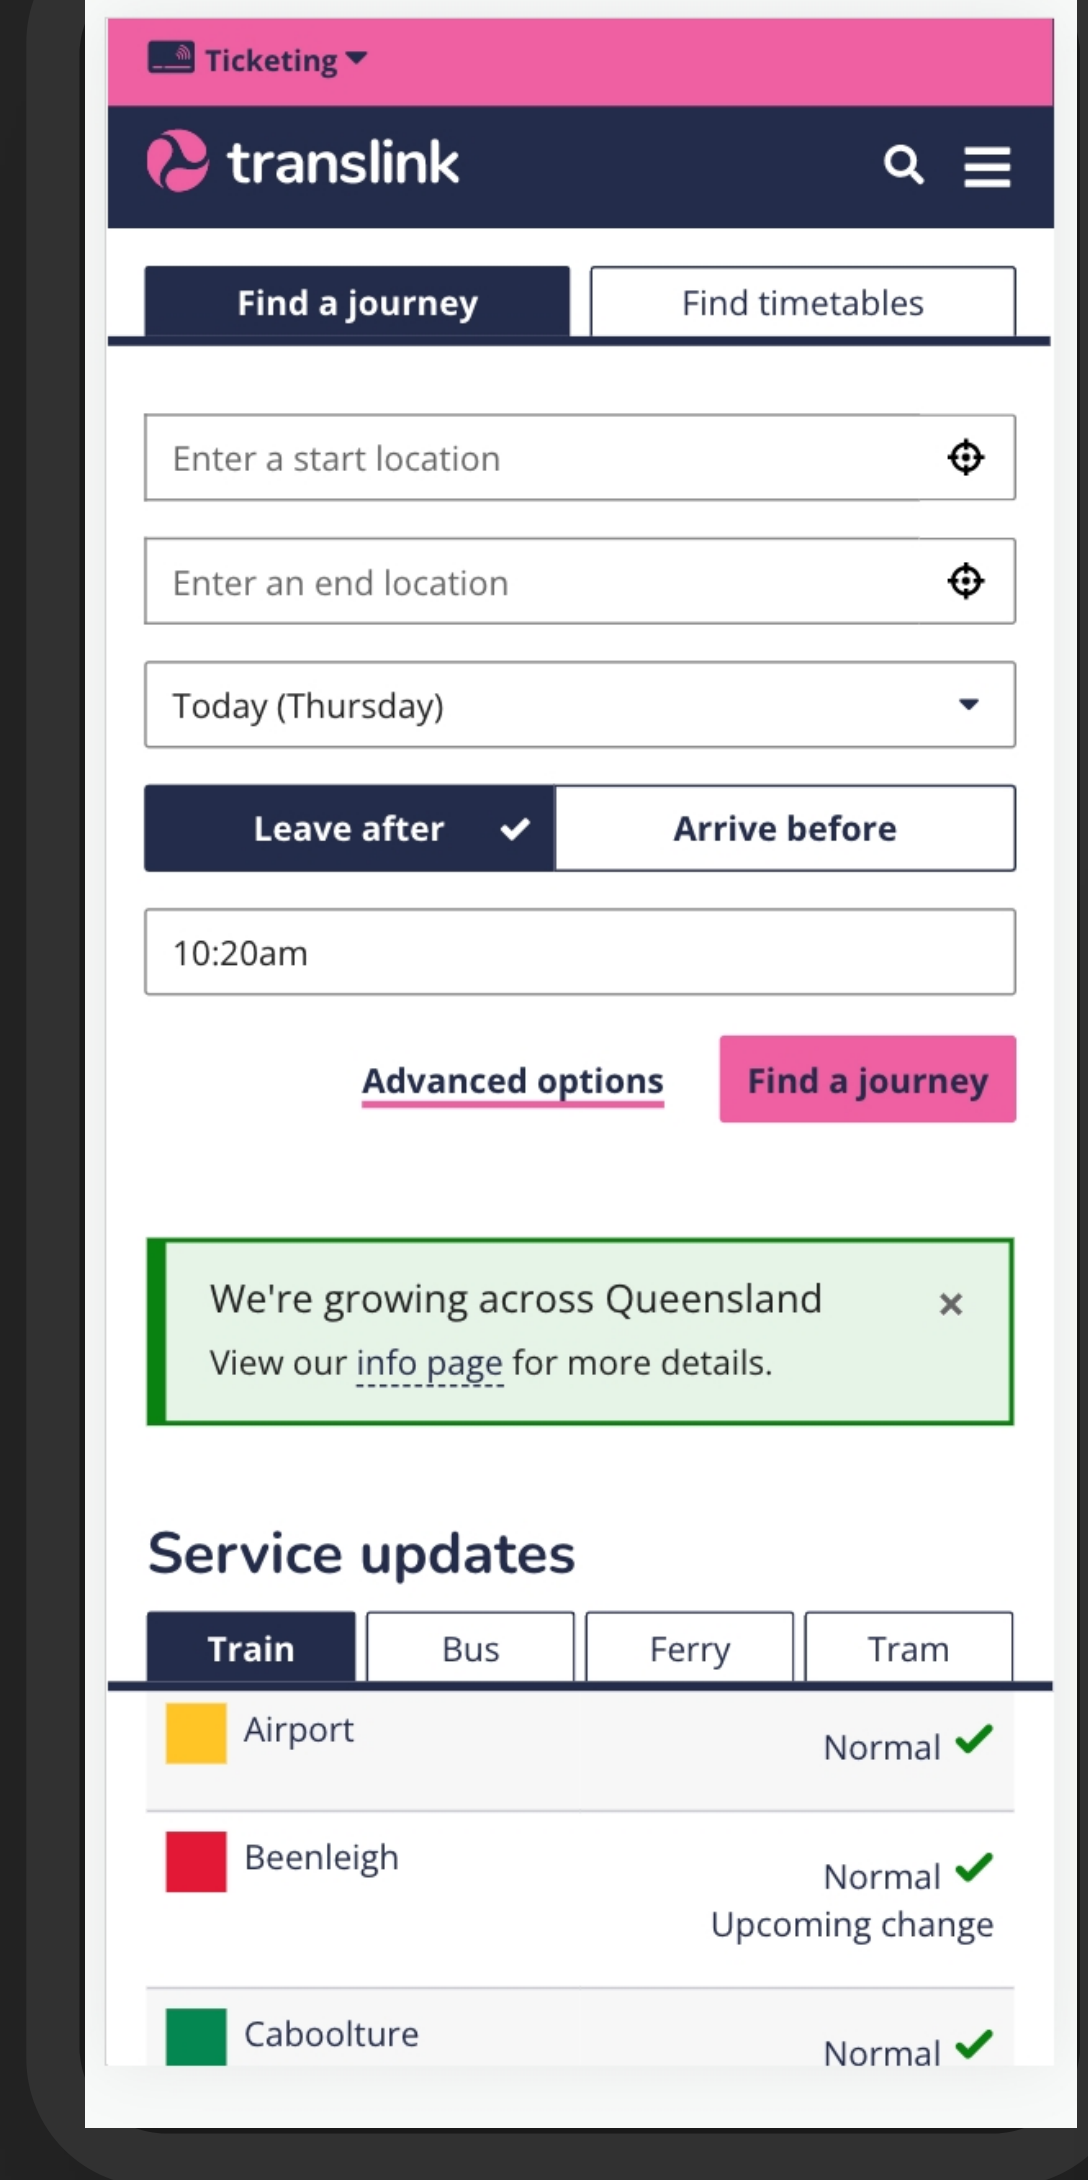 Ticketing
translink
Find a journey
Find timetables
Enter a start location
Enter an end location
Today (Thursday)
Leave after
Arrive before
10:20am
Advanced options
Find a journey
We're growing across Queensland
View our info page for more details.
Service updates
Train
Bus
Ferry
Tram
Airport
Normal
Beenleigh
Normal
Upcoming change
Caboolture
Normal